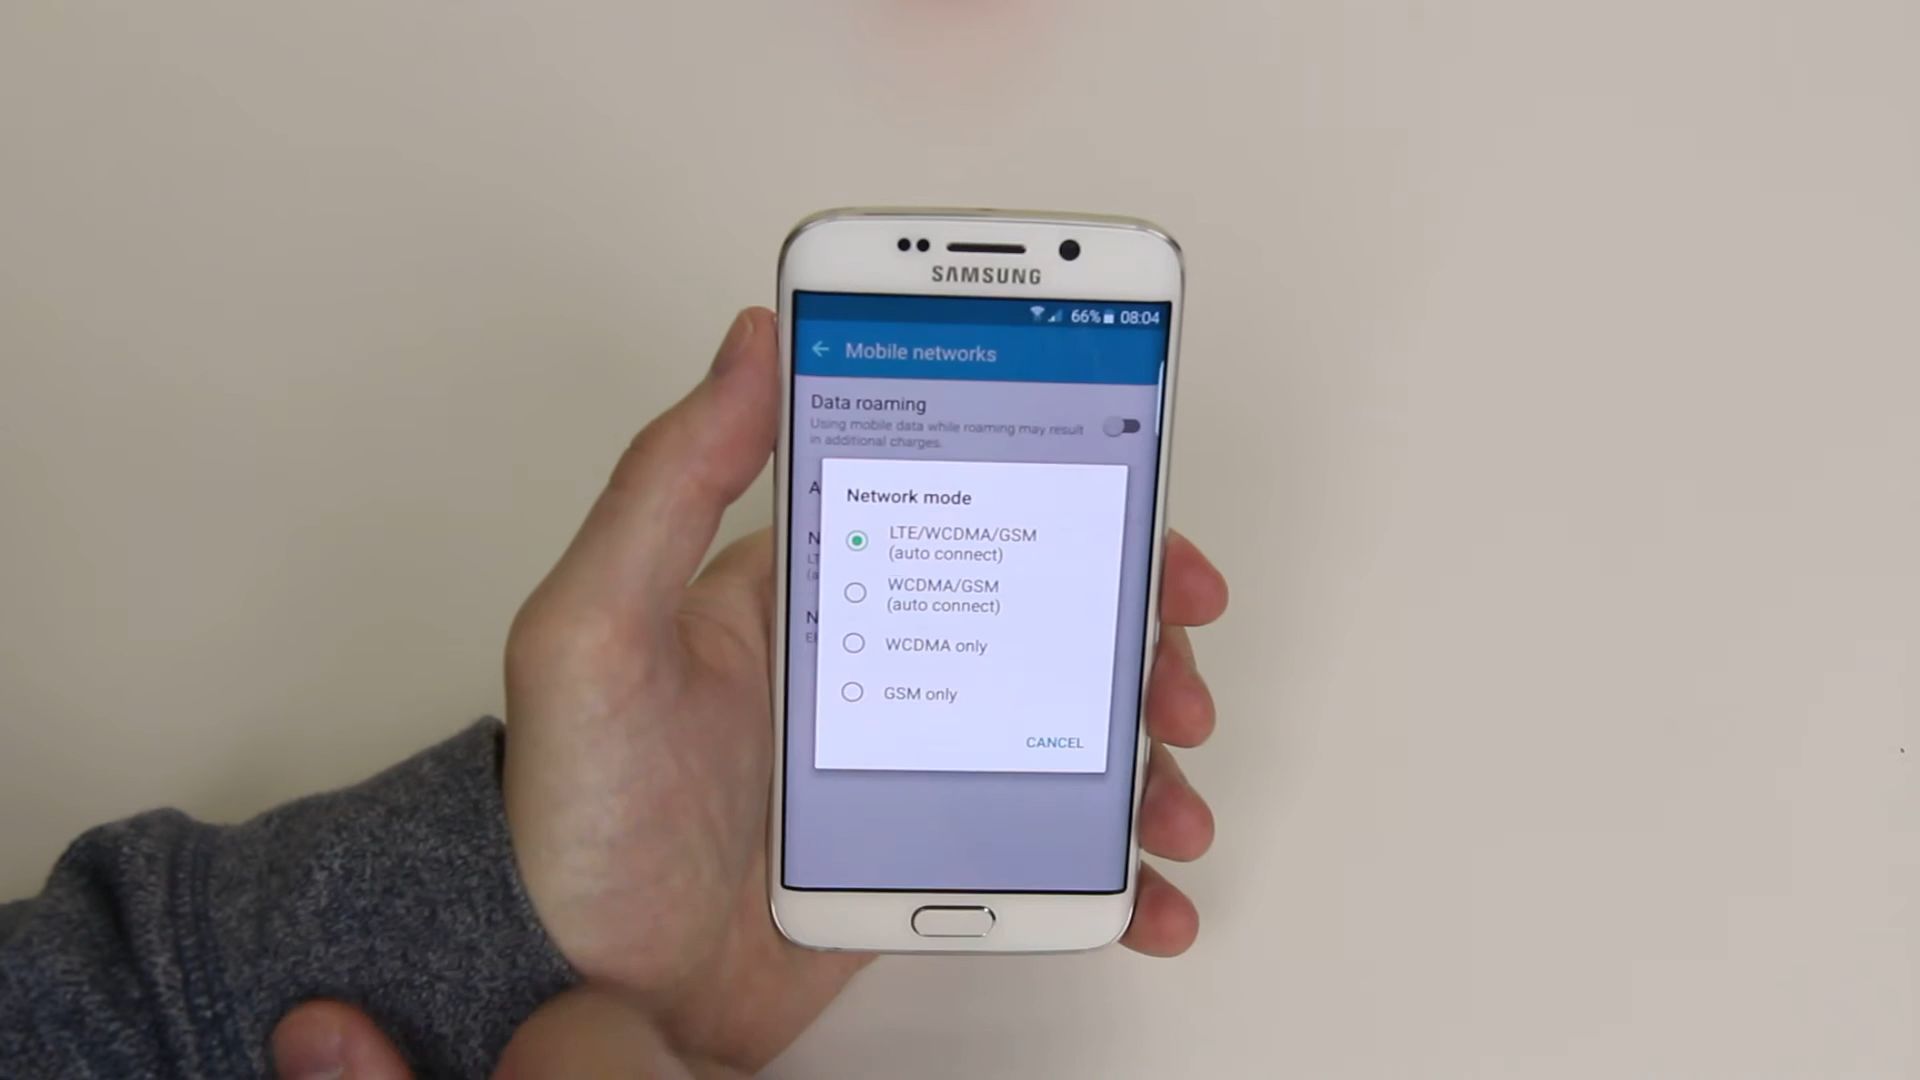 SAMSUNG
66% 08:04
Mobile networks
Data roaming
Using mobile data while roaming may result
in additional charges.
A
Network mode
N
LTE/WCDMA/GSM
(auto connect)
LT
(a
WCDMA/GSM
(auto connect)
N
E
WCDMA only
GSM only
CANCEL